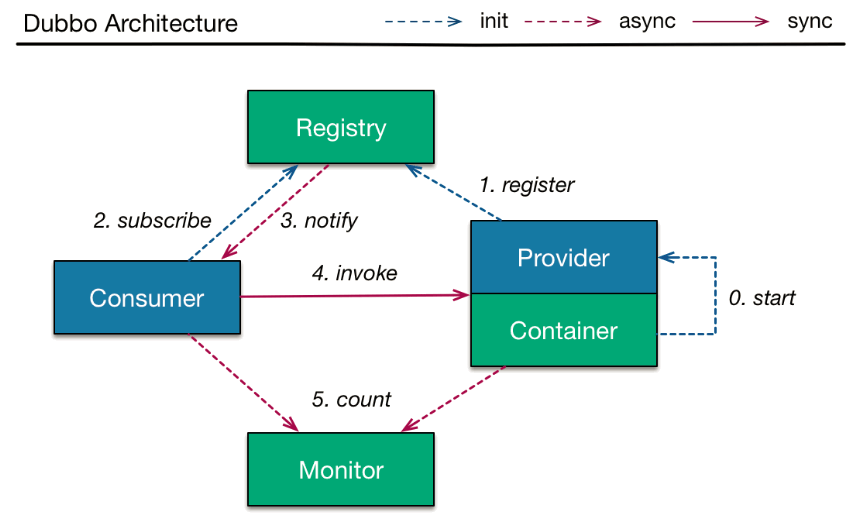 Dubbo Architecture
init
async
sync
Registry
1. register
2. subscribe
3. notify
Provider
4. invoke
Consumer
0. start
Container
5. count
Monitor